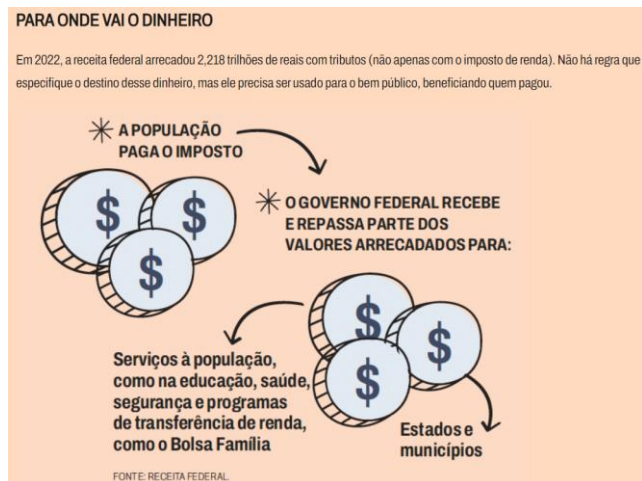 PARA ONDE VAI O DINHEIRO
Em 2022, a receita federal arrecadou 2,218 trilhões de reais com tributos (não apenas com o imposto de renda). Não há regra que
especifique o destino desse dinheiro, mas ele precisa ser usado para o bem público, beneficiando quem pagou.
A POPULAÇÃO
PAGA O IMPOSTO
O GOVERNO FEDERAL RECEBE
E REPASSA PARTE DOS
VALORES ARRECADADOS PARA:
$
$
$
$
$
$
Serviços à população,
como na educação, saúde,
segurança e programas
de transferência de renda,
como o Bolsa Família
Estados e
municípios
FONTE: RECEITA FEDERAL.